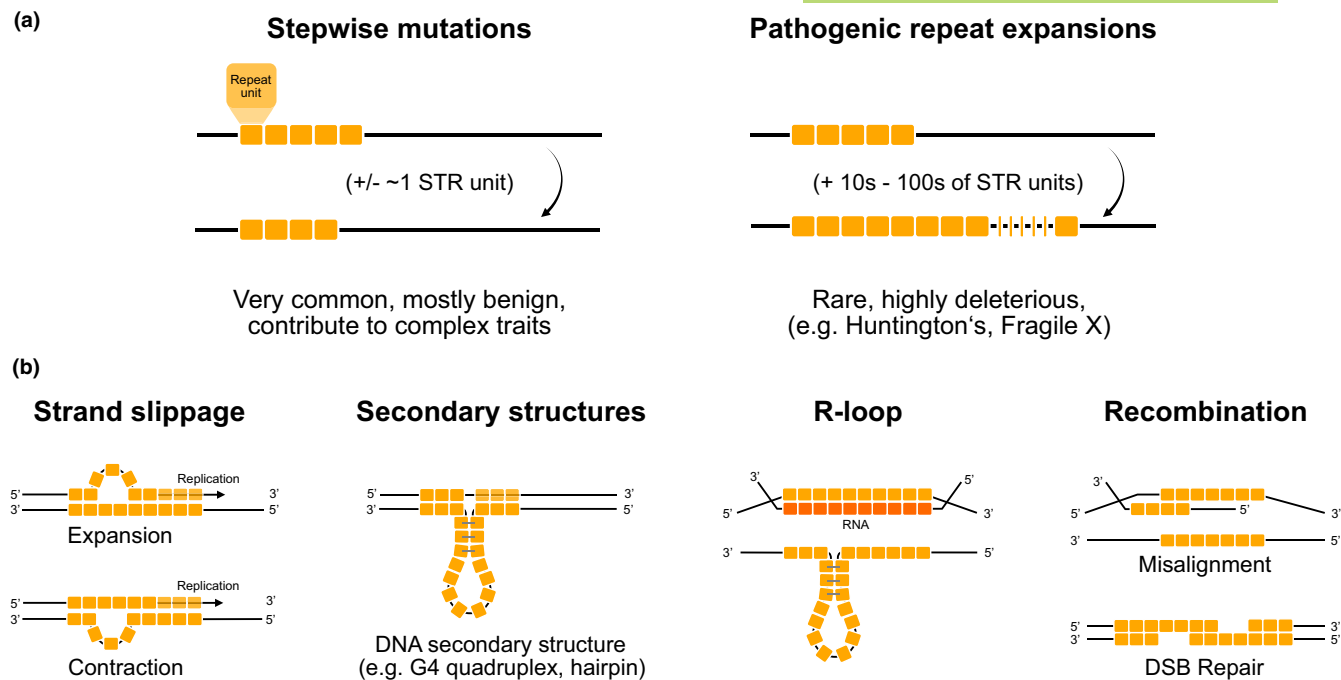 (a)
Stepwise mutations
Pathogenic repeat expansions
Repeat
unit
(+/- ~1 STR unit)
(+ 10s - 100s of STR units)
Very common, mostly benign,
contribute to complex traits
Rare, highly deleterious,
(e.g. Huntington‘s, Fragile X)
(b)
Strand slippage
Secondary structures
R-loop
Recombination
Replication
5’
3’
3’
5’
Expansion
Replication
5’
3’
3’
5’
Contraction
5’
3’
3’
5’
DNA secondary structure
(e.g. G4 quadruplex, hairpin)
3’
5’
5’
3’
RNA
3’
5’
3’
5’
5’
3’
3’
5’
Misalignment
5’
3’
3’
5’
DSB Repair